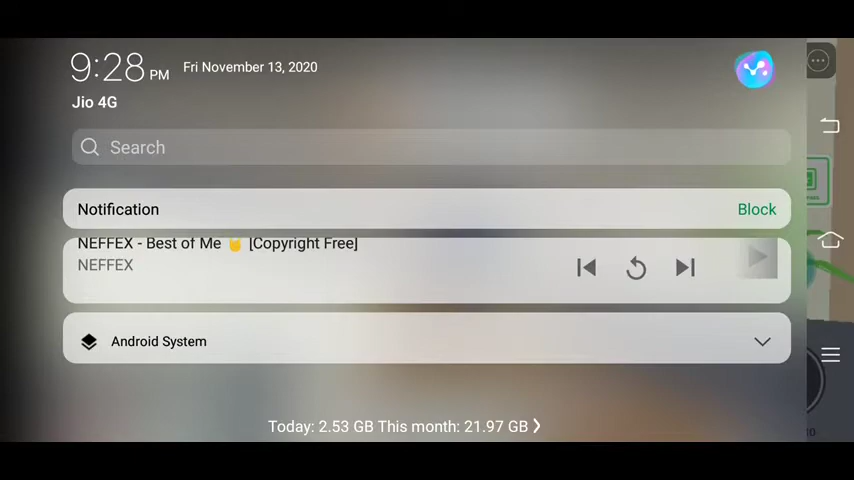 9:28 PM Fri November 13, 2020
Jio 4G
Search
Notification Block
NEFFEX - Best of Me 🤘 [Copyright Free]
NEFFEX
Android System
Today: 2.53 GB This month: 21.97 GB